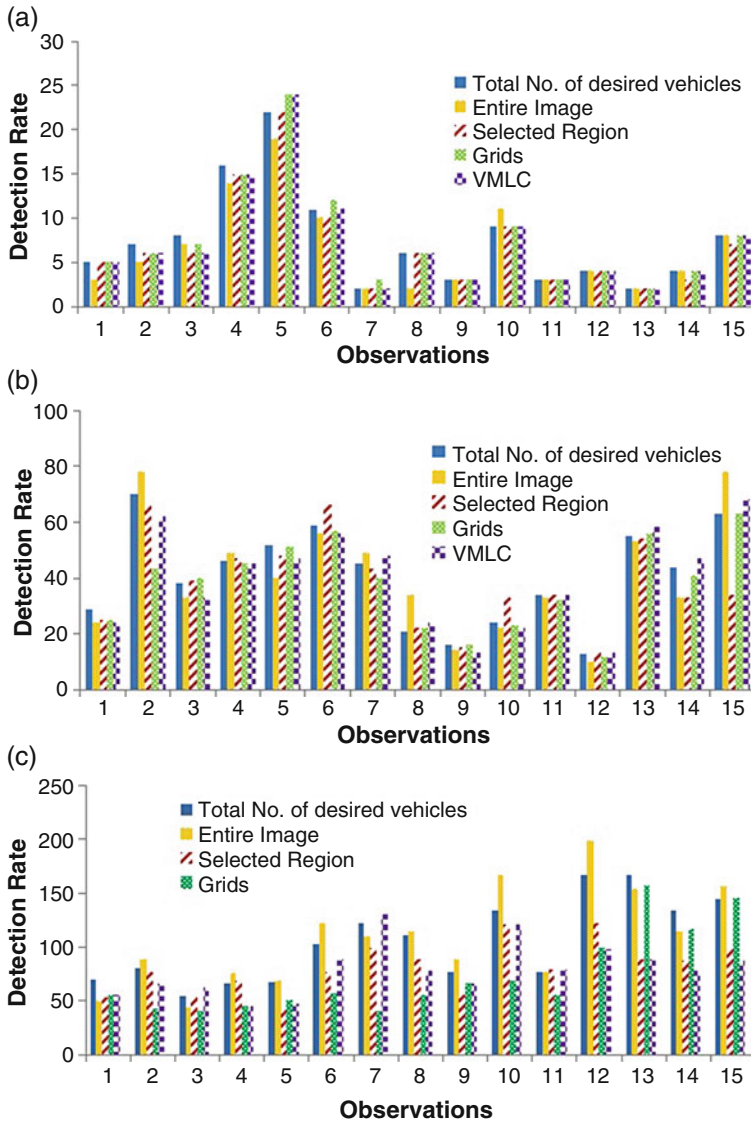 (a)
30
25
20
15
10
5
0
Detection Rate
Total No. of desired vehicles
Entire Image
Selected Region
Grids
VMLC
1 2 3 4 5 6 7 8 9 10 11 12 13 14 15
Observations
(b)
100
80
60
40
20
0
Detection Rate
Total No. of desired vehicles
Entire Image
Selected Region
Grids
VMLC
1 2 3 4 5 6 7 8 9 10 11 12 13 14 15
Observations
(c)
250
200
150
100
50
0
Detection Rate
Total No. of desired vehicles
Entire Image
Selected Region
Grids
1 2 3 4 5 6 7 8 9 10 11 12 13 14 15
Observations